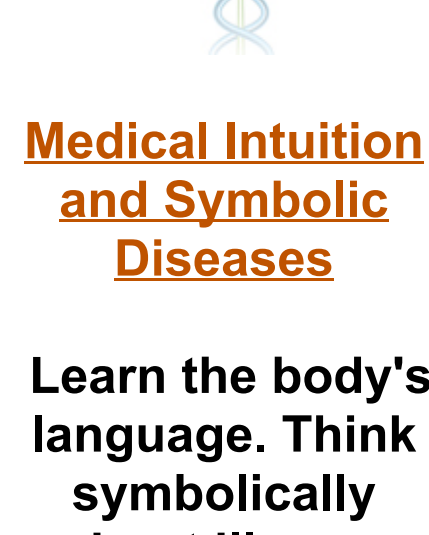 Medical Intuition
and Symbolic
Diseases
Learn the body's
language. Think
symbolically